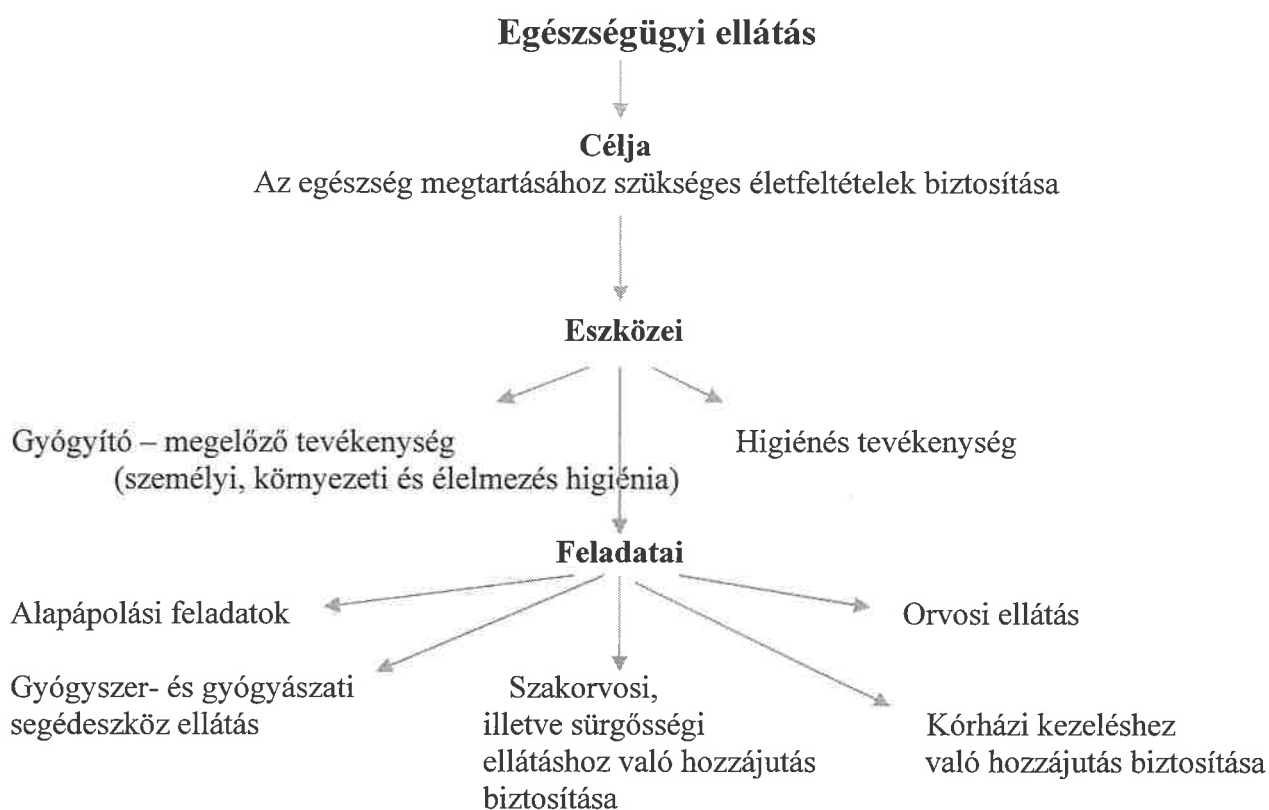 Egészségügyi ellátás
Célja
Az egészség megtartásához szükséges életfeltételek biztosítása
Eszközei
Gyógyító – megelőző tevékenység
Higiénés tevékenység
(személyi, környezeti és élelmezés higiénia)
Feladatai
Alapápolási feladatok
Orvosi ellátás
Gyógyszer- és gyógyászati
segédeszköz ellátás
Szakorvosi,
illetve sürgősségi
ellátáshoz való hozzájutás
biztosítása
Kórházi kezeléshez
való hozzájutás biztosítása